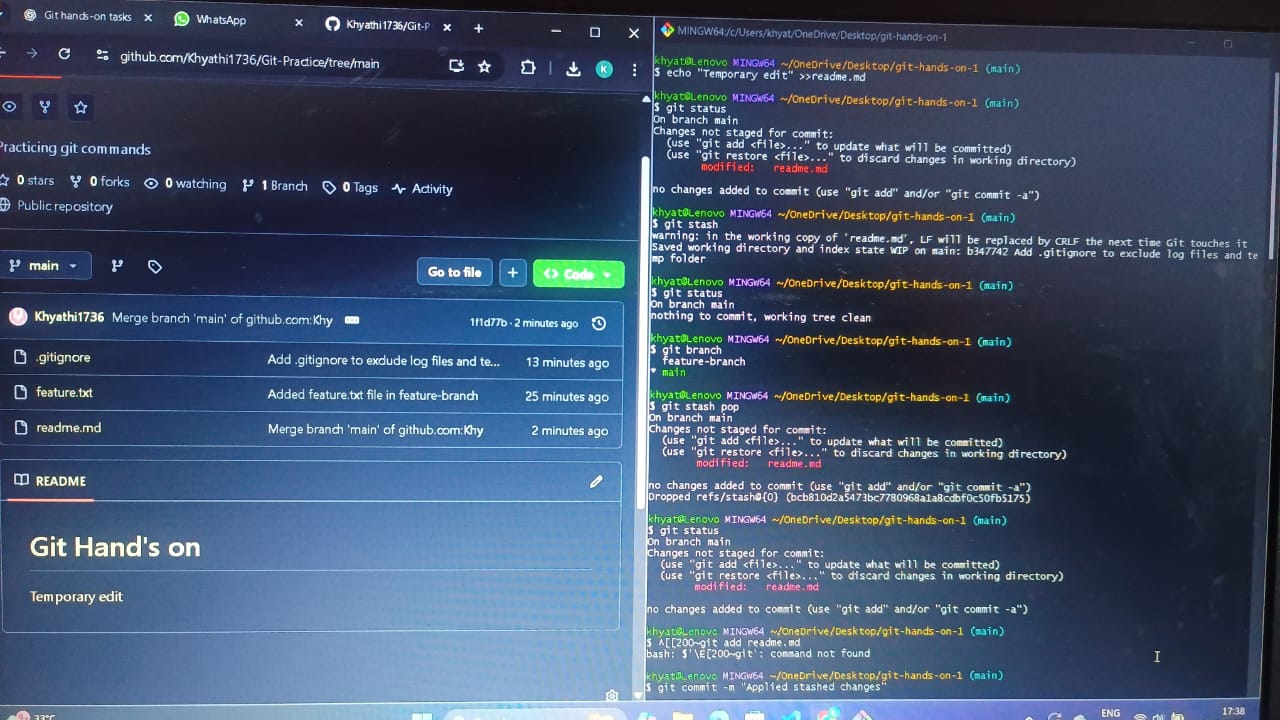 Git hands-on tasks
WhatsApp
Khyathi1736/Git-P
github.com/Khyathi1736/Git-Practice/tree/main
K
Practicing git commands
0 stars
0 forks
0 watching
1 Branch
0 Tags
Activity
Public repository
main
Go to file
Code
Khyathi1736 Merge branch 'main' of github.com:Khy
1f1d77b · 2 minutes ago
.gitignore Add .gitignore to exclude log files and te... 13 minutes ago
feature.txt Added feature.txt file in feature-branch 25 minutes ago
readme.md Merge branch 'main' of github.com:Khy 2 minutes ago
README
Git Hand's on
Temporary edit
33°C
MINGW64:/c/Users/khyat/OneDrive/Desktop/git-hands-on-1
khyat@Lenovo MINGW64 ~/OneDrive/Desktop/git-hands-on-1 (main)
$ echo "Temporary edit" >>readme.md
khyat@Lenovo MINGW64 ~/OneDrive/Desktop/git-hands-on-1 (main)
$ git status
On branch main
Changes not staged for commit:
(use "git add <file>..." to update what will be committed)
(use "git restore <file>..." to discard changes in working directory)
modified: readme.md
no changes added to commit (use "git add" and/or "git commit -a")
khyat@Lenovo MINGW64 ~/OneDrive/Desktop/git-hands-on-1 (main)
$ git stash
warning: in the working copy of 'readme.md', LF will be replaced by CRLF the next time Git touches it
Saved working directory and index state WIP on main: b347742 Add .gitignore to exclude log files and te
mp folder
khyat@Lenovo MINGW64 ~/OneDrive/Desktop/git-hands-on-1 (main)
$ git status
On branch main
nothing to commit, working tree clean
khyat@Lenovo MINGW64 ~/OneDrive/Desktop/git-hands-on-1 (main)
$ git branch
feature-branch
* main
khyat@Lenovo MINGW64 ~/OneDrive/Desktop/git-hands-on-1 (main)
$ git stash pop
On branch main
Changes not staged for commit:
(use "git add <file>..." to update what will be committed)
(use "git restore <file>..." to discard changes in working directory)
modified: readme.md
no changes added to commit (use "git add" and/or "git commit -a")
Dropped refs/stash@{0} (bcb810d2a5473bc7780968a1a8cdbf0c50fb5175)
khyat@Lenovo MINGW64 ~/OneDrive/Desktop/git-hands-on-1 (main)
$ git status
On branch main
Changes not staged for commit:
(use "git add <file>..." to update what will be committed)
(use "git restore <file>..." to discard changes in working directory)
modified: readme.md
no changes added to commit (use "git add" and/or "git commit -a")
khyat@Lenovo MINGW64 ~/OneDrive/Desktop/git-hands-on-1 (main)
$ ^[[200~git add readme.md
bash: $'\E[200~git': command not found
khyat@Lenovo MINGW64 ~/OneDrive/Desktop/git-hands-on-1 (main)
$ git commit -m "Applied stashed changes"
ENG
17:38